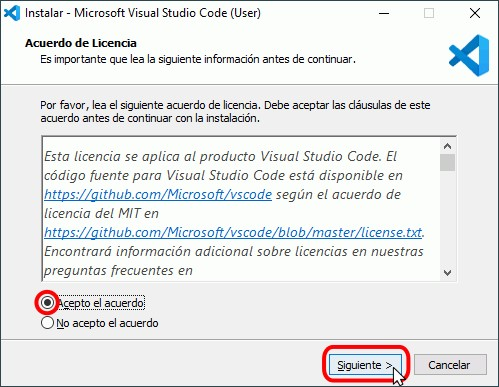 Instalar - Microsoft Visual Studio Code (User)
Acuerdo de Licencia
Es importante que lea la siguiente información antes de continuar.
Por favor, lea el siguiente acuerdo de licencia. Debe aceptar las cláusulas de este
acuerdo antes de continuar con la instalación.
Esta licencia se aplica al producto Visual Studio Code. El
código fuente para Visual Studio Code está disponible en
https://github.com/Microsoft/vscode según el acuerdo de
licencia del MIT en
https://github.com/Microsoft/vscode/blob/master/license.txt.
Encontrará información adicional sobre licencias en nuestras
preguntas frecuentes en
Acepto el acuerdo
No acepto el acuerdo
Siguiente >
Cancelar